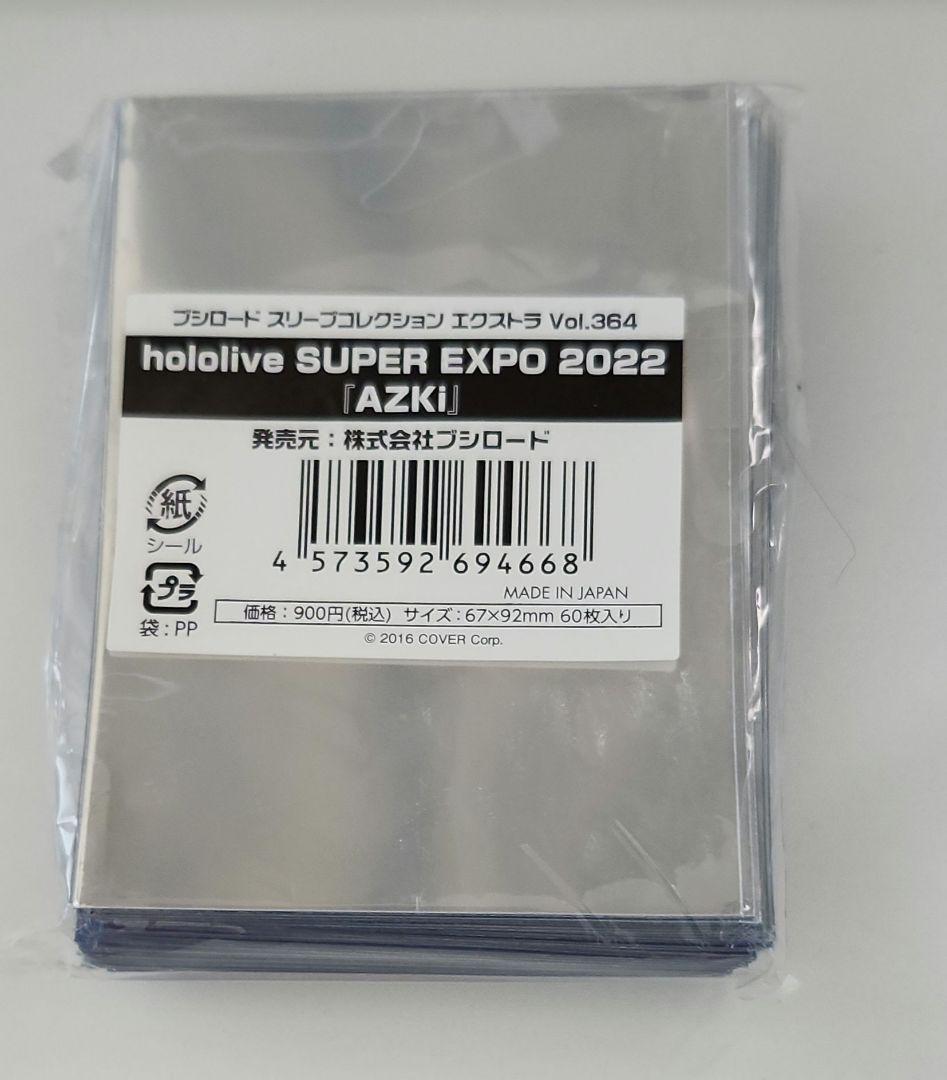 ブシロード スリーブコレクション エクストラ Vol.364
hololive SUPER EXPO 2022
『AZKi』
発売元：株式会社ブシロード
紙
シール
プラ
袋：PP
4 573592 694668
MADE IN JAPAN
価格：900円(税込) サイズ：67×92mm 60枚入り
© 2016 COVER Corp.